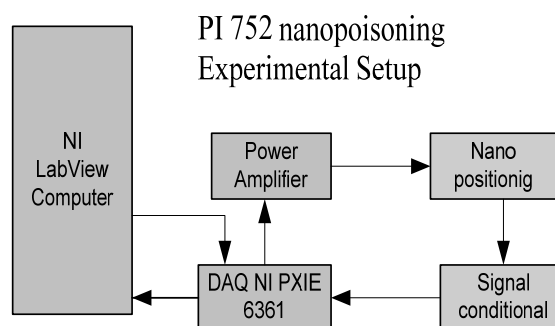 PI 752 nanopoisoning
Experimental Setup
NI
LabView
Computer
Power
Amplifier
Nano
positionig
DAQ NI PXIE
6361
Signal
conditional